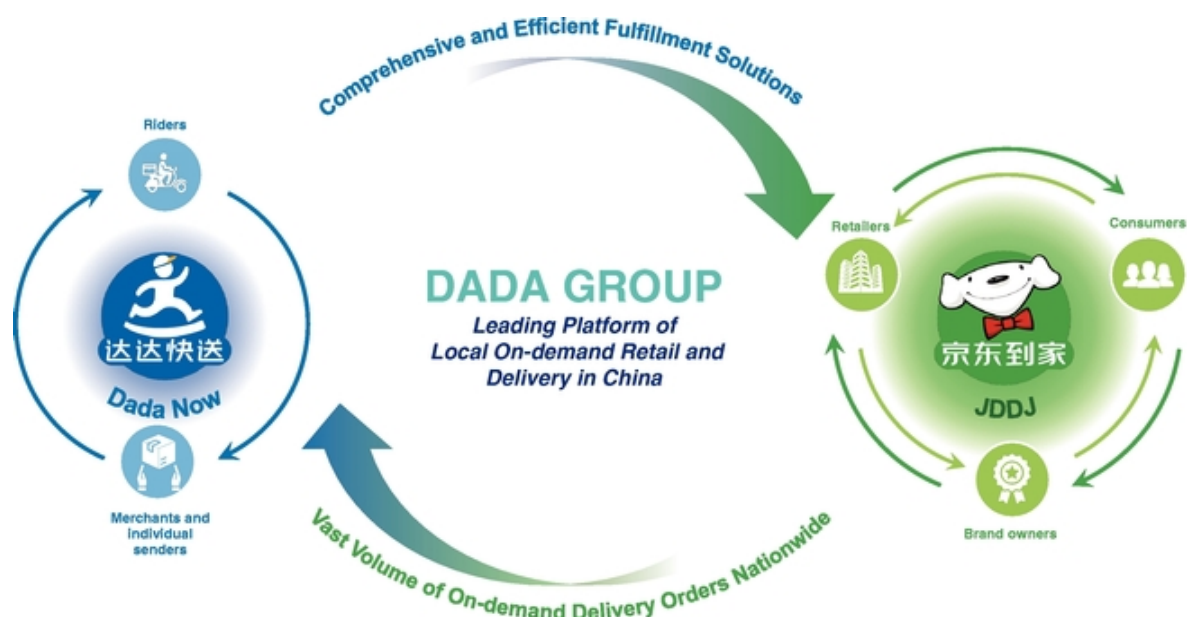 Comprehensive and Efficient Fulfillment Solutions
Riders
达达快送
Dada Now
Merchants and
individual
senders
DADA GROUP
Leading Platform of
Local On-demand Retail and
Delivery in China
Retailers
Consumers
京东到家
JDDJ
Brand owners
Vast Volume of On-demand Delivery Orders Nationwide